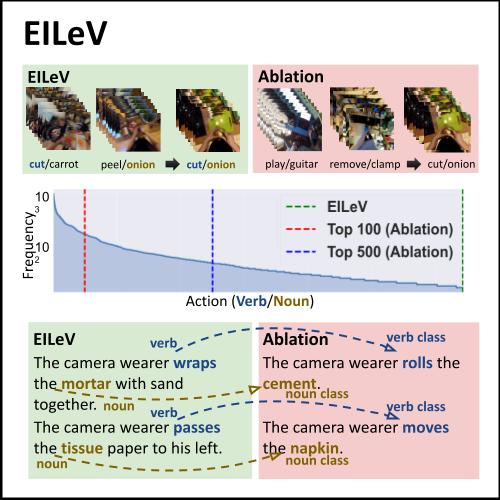 EILeV
EILeV
Ablation
cut/carrot
peel/onion
cut/onion
play/guitar
remove/clamp
cut/onion
Frequency
10
3
10
2
EILeV
Top 100 (Ablation)
Top 500 (Ablation)
Action (Verb/Noun)
EILeV
verb
The camera wearer wraps
the mortar with sand
together. noun
verb
The camera wearer passes
the tissue paper to his left.
noun
Ablation
verb class
The camera wearer rolls the
cement.
noun class
verb class
The camera wearer moves
the napkin.
noun class